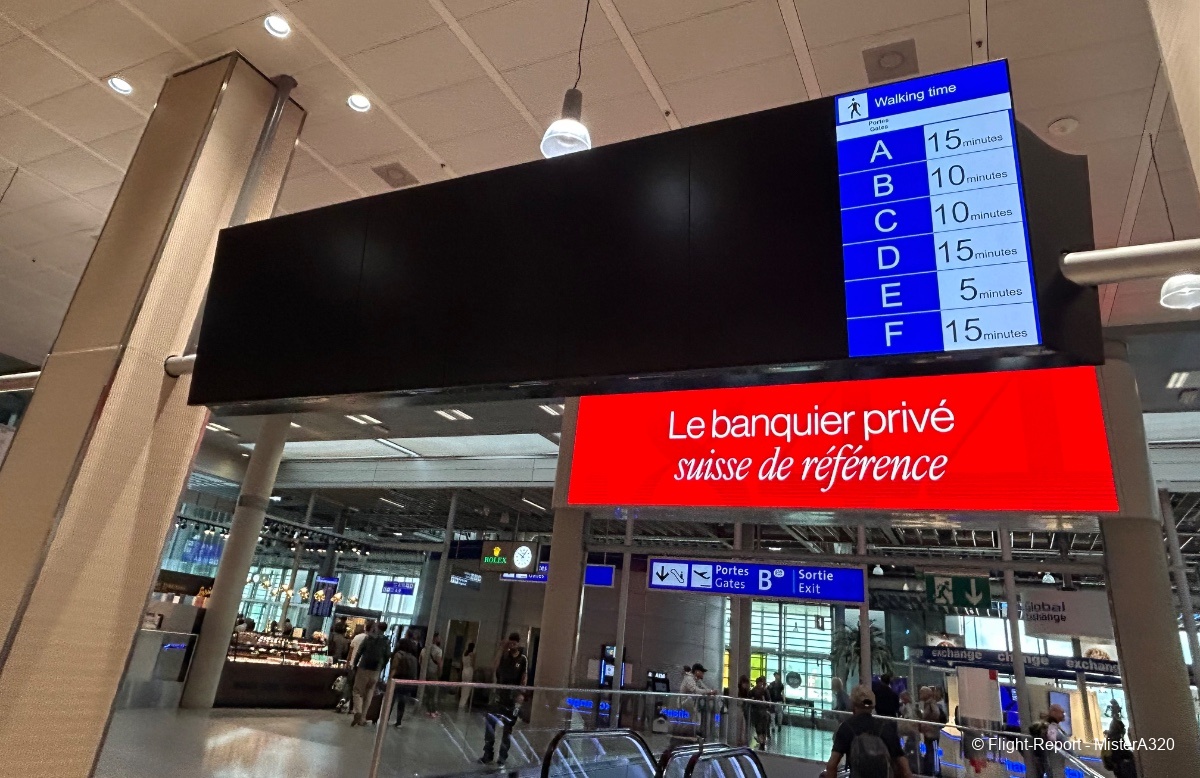 Walking time
Portes
Gates
A 15 minutes
B 10 minutes
C 10 minutes
D 15 minutes
E 5 minutes
F 15 minutes
Le banquier privé
suisse de référence
ROLEX
Portes
Gates
B
Sortie
Exit
Global
exchange
exchange change exchange
© Flight-Report - MisterA320